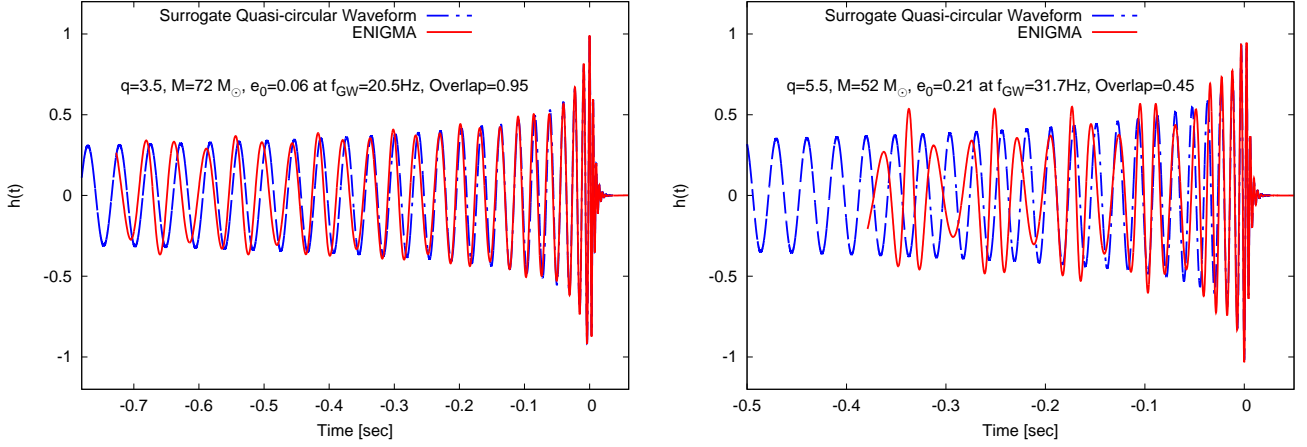 Surrogate Quasi-circular Waveform
ENIGMA
q=3.5, M=72 M☉, e₀=0.06 at f_GW=20.5Hz, Overlap=0.95
h(t)
1
0.5
0
-0.5
-1
-0.7 -0.6 -0.5 -0.4 -0.3 -0.2 -0.1 0
Time [sec]
Surrogate Quasi-circular Waveform
ENIGMA
q=5.5, M=52 M☉, e₀=0.21 at f_GW=31.7Hz, Overlap=0.45
h(t)
1
0.5
0
-0.5
-1
-0.5 -0.4 -0.3 -0.2 -0.1 0
Time [sec]